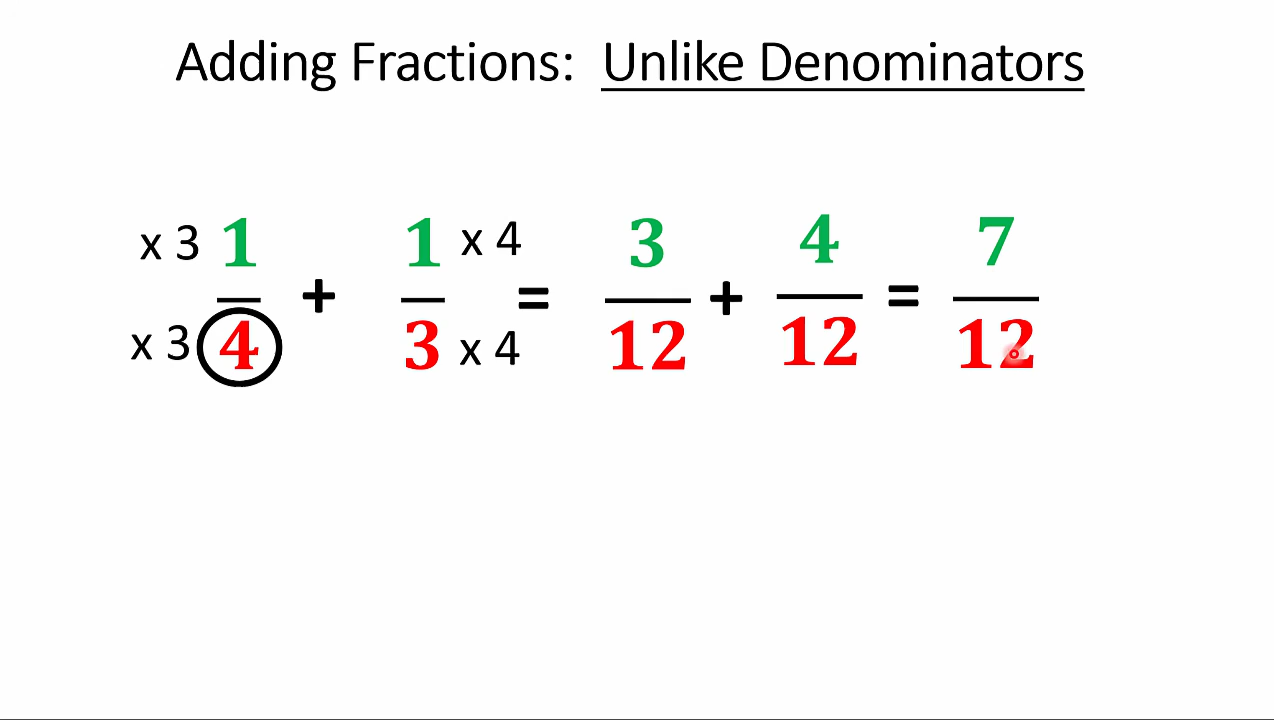 Adding Fractions: Unlike Denominators
x 3 1 1 x 4 3 4 7
+ = + =
x 3 4 3 x 4 12 12 12